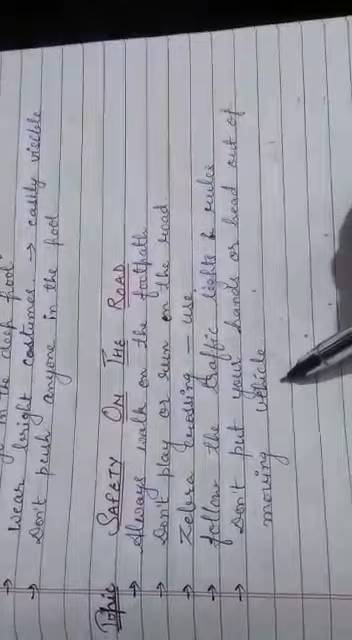 in the deep pool
→ Wear bright costumes → easily visible
→ Don't push anyone in the pool
Topic SAFETY ON THE ROAD
→ Always walk on the footpath
→ Don't play or run on the road
→ Zebra crossing - use
→ follow the traffic lights & rules
→ Don't put your hands or head out of
moving vehicle